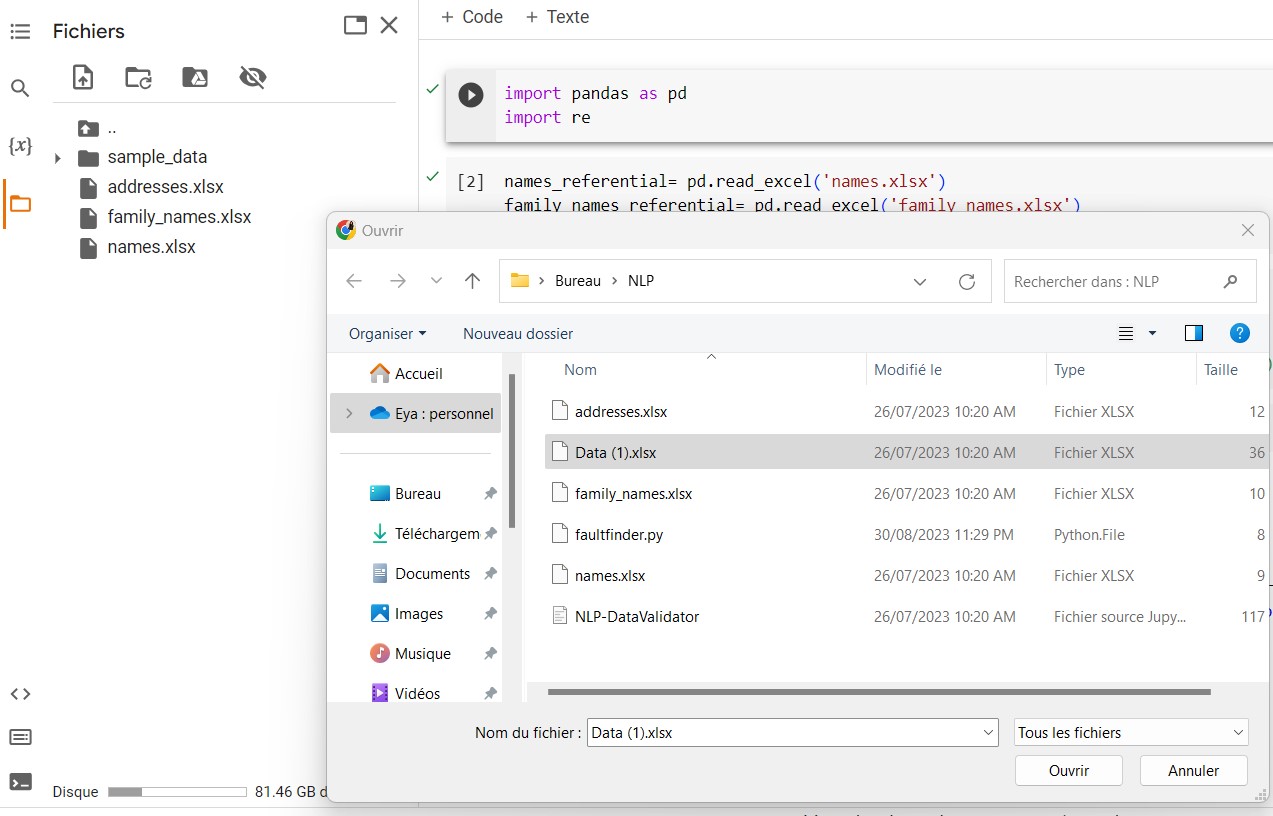 Fichiers
+ Code + Texte
..
sample_data
addresses.xlsx
family_names.xlsx
names.xlsx
{x}
import pandas as pd
import re
[2] names_referential= pd.read_excel('names.xlsx')
family_names_referential= pd.read_excel('family_names.xlsx')
Ouvrir
Bureau > NLP
Rechercher dans : NLP
Organiser Nouveau dossier
Nom Modifié le Type Taille
Accueil
Eya : personnel
Bureau
Téléchargem
Documents
Images
Musique
Vidéos
addresses.xlsx 26/07/2023 10:20 AM Fichier XLSX 12
Data (1).xlsx 26/07/2023 10:20 AM Fichier XLSX 36
family_names.xlsx 26/07/2023 10:20 AM Fichier XLSX 10
faultfinder.py 30/08/2023 11:29 PM Python.File 8
names.xlsx 26/07/2023 10:20 AM Fichier XLSX 9
NLP-DataValidator 26/07/2023 10:20 AM Fichier source Jupy... 117
Nom du fichier : Data (1).xlsx Tous les fichiers
Ouvrir Annuler
Disque 81.46 GB d